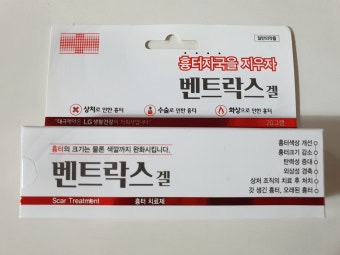 일반의약품
흉터자국을 지우자
벤트락스겔
상처로 인한 흉터
수술로 인한 흉터
화상으로 인한 흉터
20그램
흉터의 크기는 물론 색깔까지 완화시킵니다.
벤트락스겔
Scar Treatment
흉터 치료제
흉터색상 개선
흉터크기 감소
탄력성 증대
외상성 경축
상처 조직의 치료 후 처치
갓 생긴 흉터, 오래된 흉터